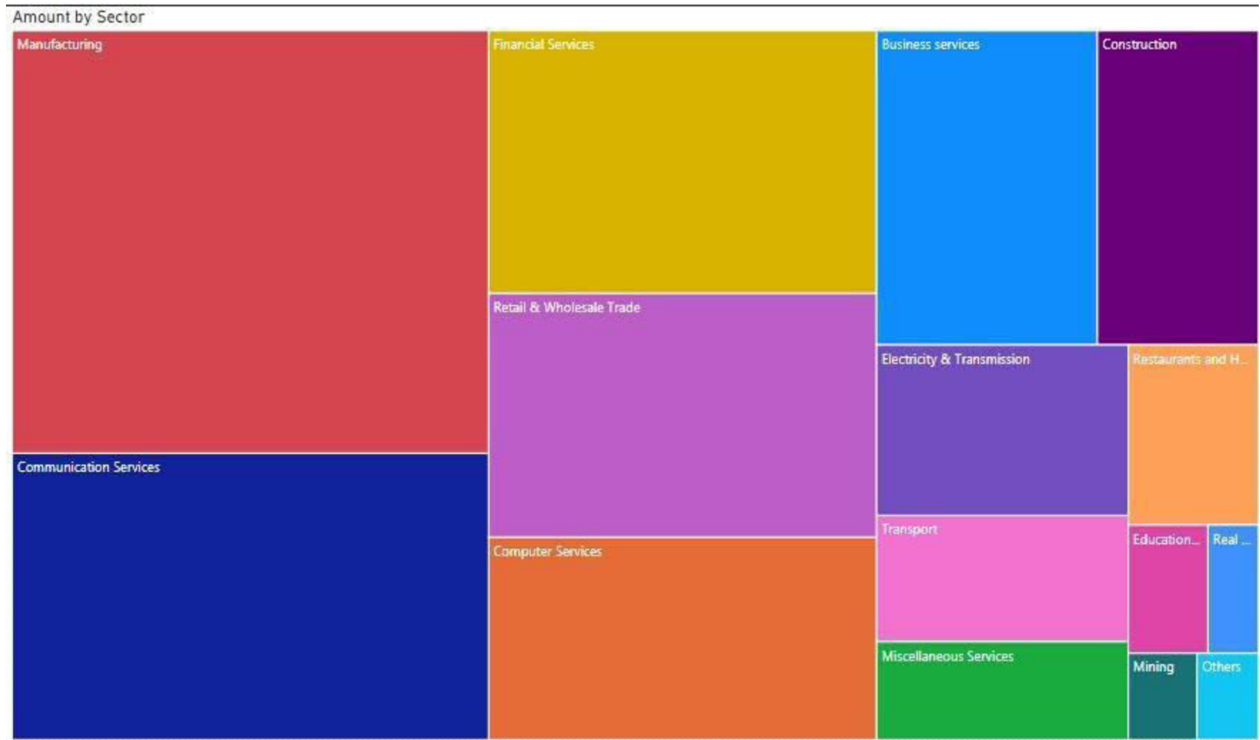 Amount by Sector
Manufacturing
Financial Services
Business services
Construction
Retail & Wholesale Trade
Electricity & Transmission
Restaurants and H...
Communication Services
Transport
Education...
Real ...
Computer Services
Miscellaneous Services
Mining
Others